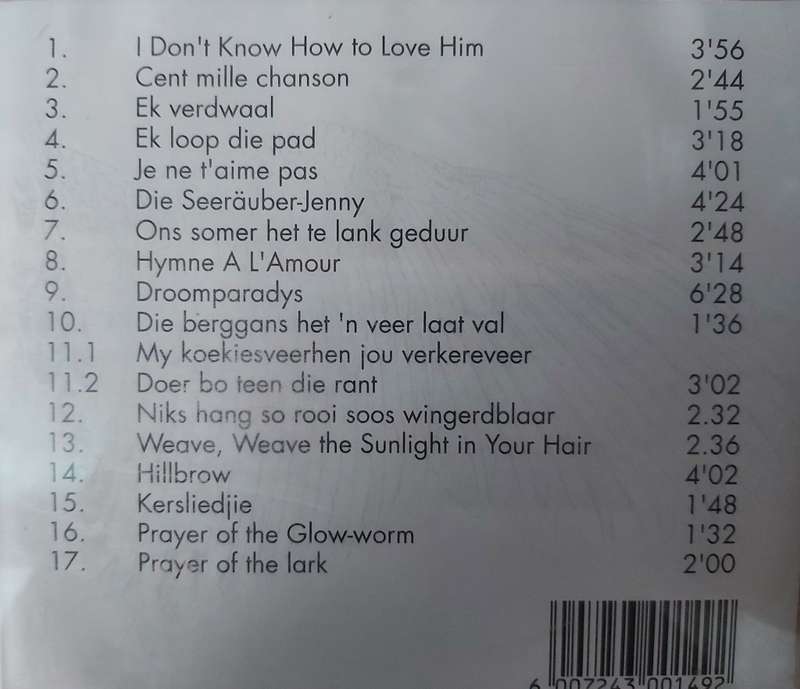 1. I Don't Know How to Love Him 3'56
2. Cent mille chanson 2'44
3. Ek verdwaal 1'55
4. Ek loop die pad 3'18
5. Je ne t'aime pas 4'01
6. Die Seeräuber-Jenny 4'24
7. Ons somer het te lank geduur 2'48
8. Hymne A L'Amour 3'14
9. Droomparadys 6'28
10. Die berggans het 'n veer laat val 1'36
11.1 My koekiesveerhen jou verkereveer
11.2 Doer bo teen die rant 3'02
12. Niks hang so rooi soos wingerdblaar 2.32
13. Weave, Weave the Sunlight in Your Hair 2.36
14. Hillbrow 4'02
15. Kersliedjie 1'48
16. Prayer of the Glow-worm 1'32
17. Prayer of the lark 2'00
6 007243 001492